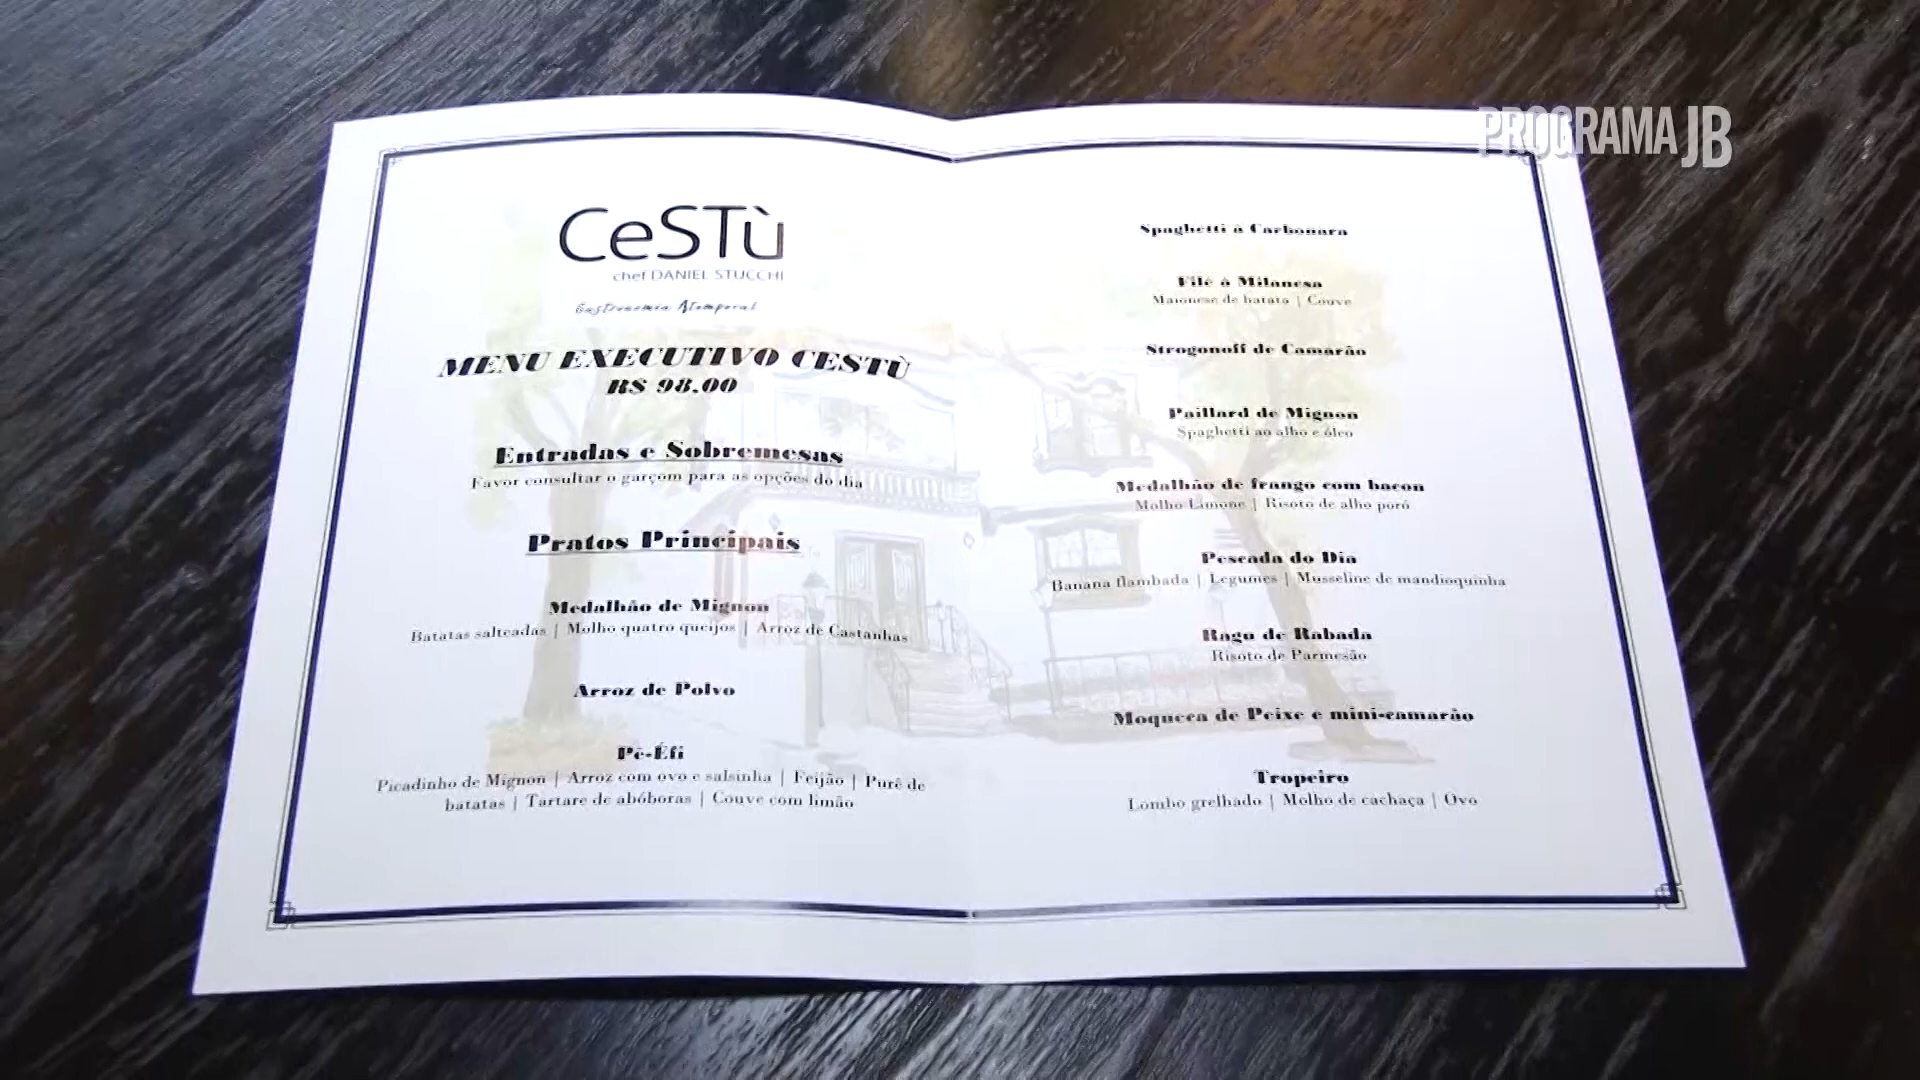 PROGRAMA JB
CeSTù
chef DANIEL STUCCHI
Gastronomia Atemporal
MENU EXECUTIVO CESTÙ
R$ 98,00
Entradas e Sobremesas
Favor consultar o garçom para as opções do dia
Pratos Principais
Medalhão de Mignon
Batatas salteadas | Molho quatro queijos | Arroz de Castanhas
Arroz de Polvo
Pê-Éfi
Picadinho de Mignon | Arroz com ovo e salsinha | Feijão | Purê de
batatas | Tartare de abóboras | Couve com limão
Spaghetti à Carbonara
Filé à Milanesa
Maionese de batata | Couve
Strogonoff de Camarão
Paillard de Mignon
Spaghetti ao alho e óleo
Medalhão de frango com bacon
Molho Limone | Risoto de alho poró
Pescada do Dia
Banana flambada | Legumes | Musseline de mandioquinha
Ragu de Rabada
Risoto de Parmesão
Moqueca de Peixe e mini-camarão
Tropeiro
Lombo grelhado | Molho de cachaça | Ovo